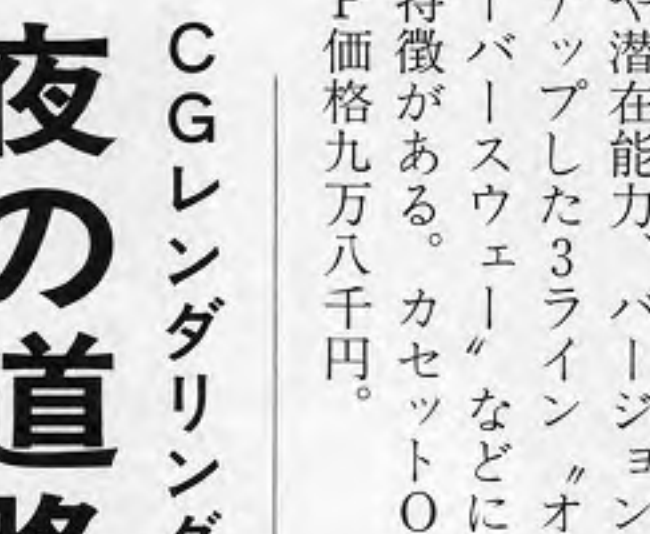 や潜在能力、バージョン
アップした3ライン〝オ
ーバースウェー〟などに
特徴がある。カセットO
P価格九万八千円。
CGレンダリング
夜の道路